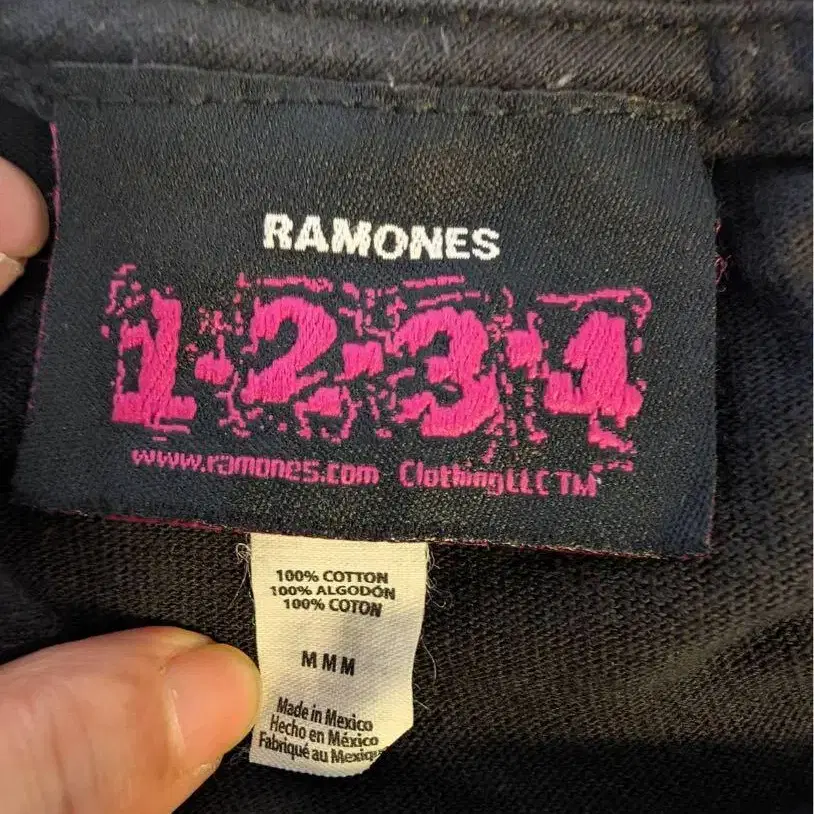 RAMONES
1-2-3-4
www.ramones.com Clothing LLC TM
100% COTTON
100% ALGODÓN
100% COTON
M M M
Made in Mexico
Hecho en México
Fabriqué au Mexique